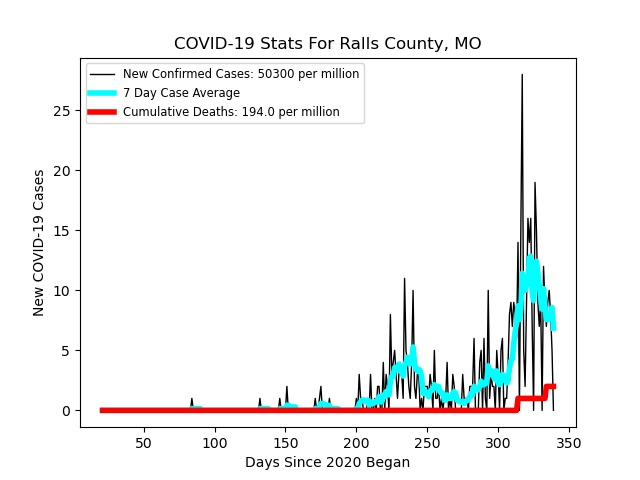 COVID-19 Stats For Ralls County, MO
New Confirmed Cases: 50300 per million
7 Day Case Average
Cumulative Deaths: 194.0 per million
New COVID-19 Cases
25
20
15
10
5
0
50 100 150 200 250 300 350
Days Since 2020 Began